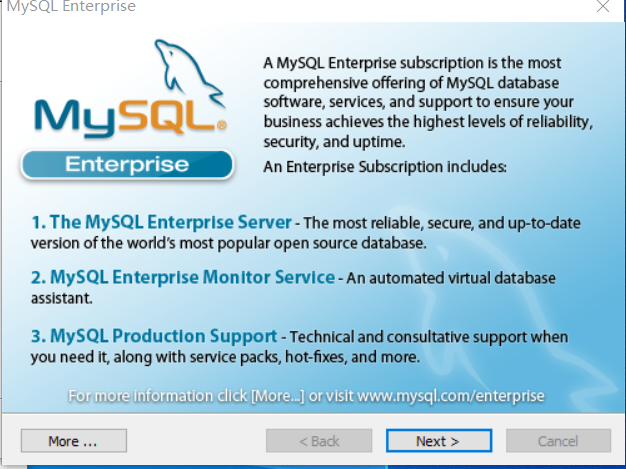 MySQL Enterprise
MySQL®
Enterprise
A MySQL Enterprise subscription is the most
comprehensive offering of MySQL database
software, services, and support to ensure your
business achieves the highest levels of reliability,
security, and uptime.
An Enterprise Subscription includes:
1. The MySQL Enterprise Server - The most reliable, secure, and up-to-date
version of the world's most popular open source database.
2. MySQL Enterprise Monitor Service - An automated virtual database
assistant.
3. MySQL Production Support - Technical and consultative support when
you need it, along with service packs, hot-fixes, and more.
For more information click [More...] or visit www.mysql.com/enterprise
More ...
< Back
Next >
Cancel